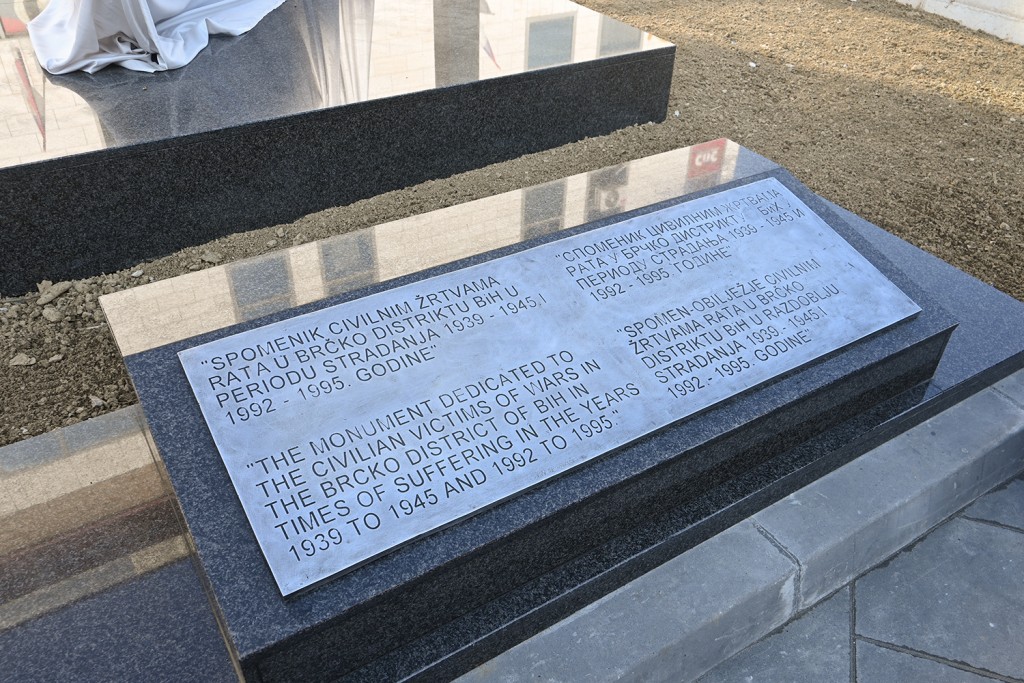 "SPOMENIK CIVILNIM ŽRTVAMA
RATA U BRČKO DISTRIKTU BiH U
PERIODU STRADANJA 1939 - 1945. I
1992 - 1995. GODINE"
"СПОМЕНИК ЦИВИЛНИМ ЖРТВАМА
РАТА У БРЧКО ДИСТРИКТУ БиХ У
ПЕРИОДУ СТРАДАЊА 1939 - 1945 И
1992 - 1995 ГОДИНЕ"
"THE MONUMENT DEDICATED TO
THE CIVILIAN VICTIMS OF WARS IN
THE BRCKO DISTRICT OF BIH IN
TIMES OF SUFFERING IN THE YEARS
1939 TO 1945 AND 1992 TO 1995."
"SPOMEN-OBILJEŽJE CIVILNIM
ŽRTVAMA RATA U BRČKO
DISTRIKTU BiH U RAZDOBLJU
STRADANJA 1939. - 1945. I
1992. - 1995. GODINE"